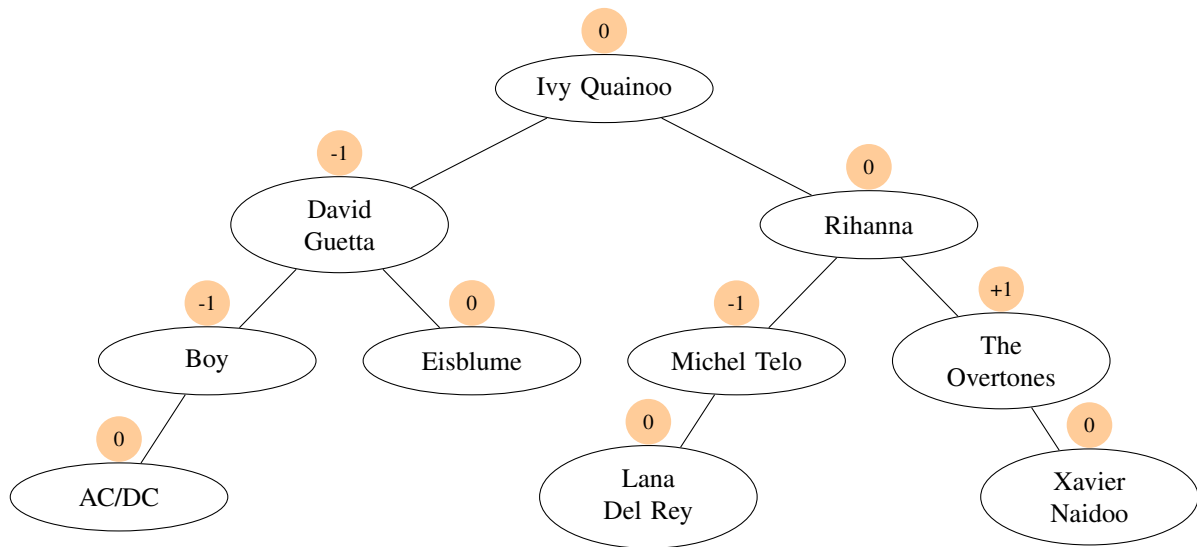 0
Ivy Quainoo
-1
David
Guetta
0
Rihanna
-1
Boy
0
Eisblume
-1
Michel Telo
+1
The
Overtones
0
AC/DC
0
Lana
Del Rey
0
Xavier
Naidoo